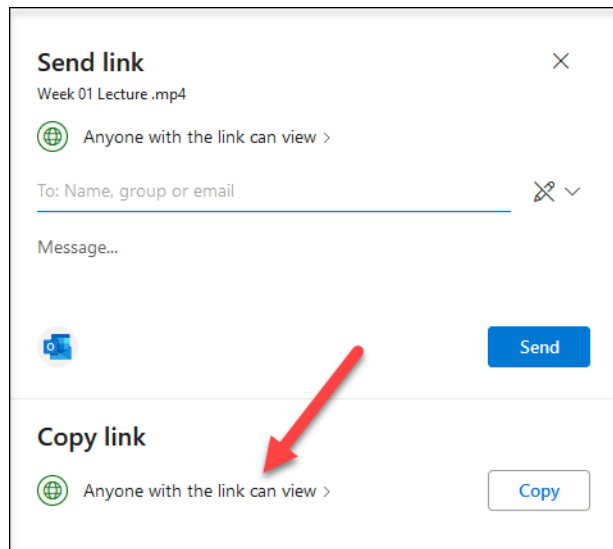 Send link
Week 01 Lecture .mp4
Anyone with the link can view >
To: Name, group or email
Message...
Send
Copy link
Anyone with the link can view >
Copy